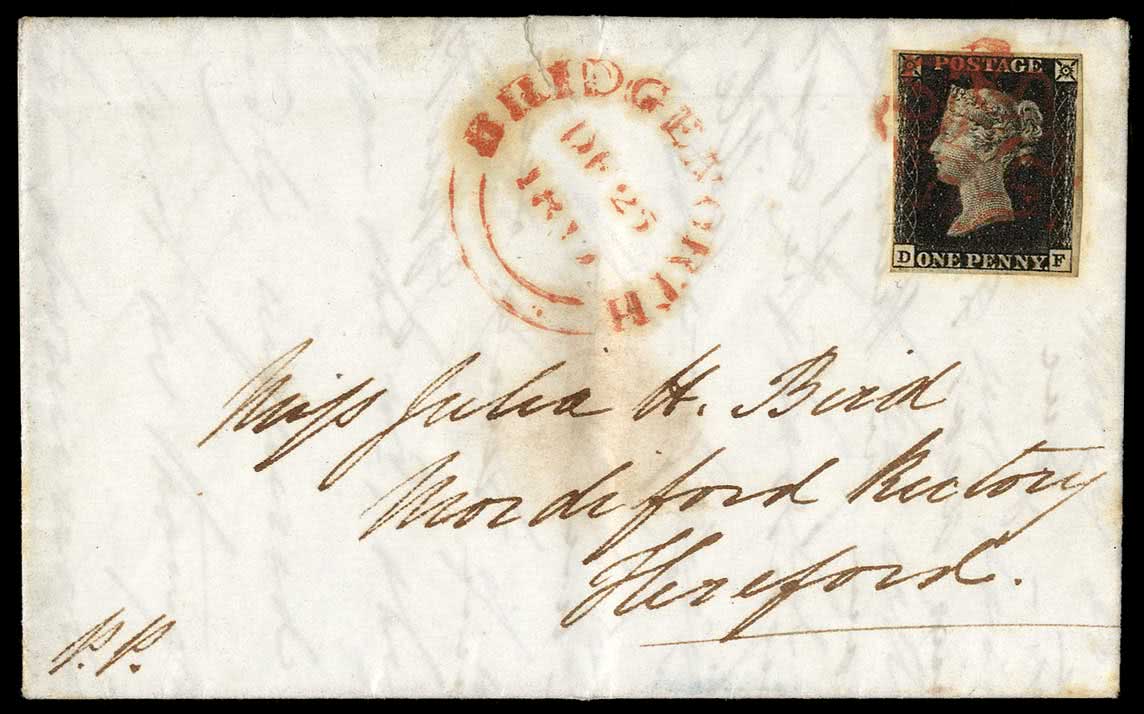 BRIDGENORTH
DE 25
POSTAGE
D ONE PENNY F
Miss Julia H. Bird
Mordiford Rectory
Hereford.
p.p.